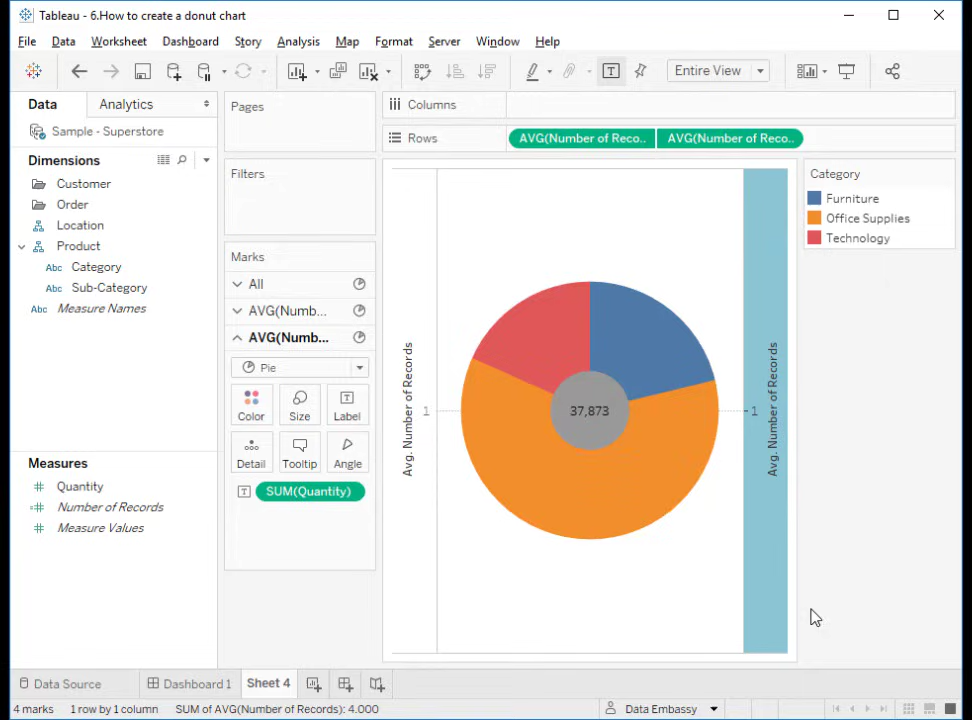 Tableau - 6.How to create a donut chart
File Data Worksheet Dashboard Story Analysis Map Format Server Window Help
Entire View
Data Analytics
Sample - Superstore
Dimensions
Customer
Order
Location
Product
Abc Category
Abc Sub-Category
Abc Measure Names
Measures
Quantity
Number of Records
Measure Values
Pages
Filters
Marks
All
AVG(Numb...
AVG(Numb...
Pie
Color Size Label
Detail Tooltip Angle
SUM(Quantity)
Columns
Rows AVG(Number of Reco.. AVG(Number of Reco..
Avg. Number of Records
1
37,873
1
Avg. Number of Records
Category
Furniture
Office Supplies
Technology
Data Source Dashboard 1 Sheet 4
4 marks 1 row by 1 column SUM of AVG(Number of Records): 4.000 Data Embassy